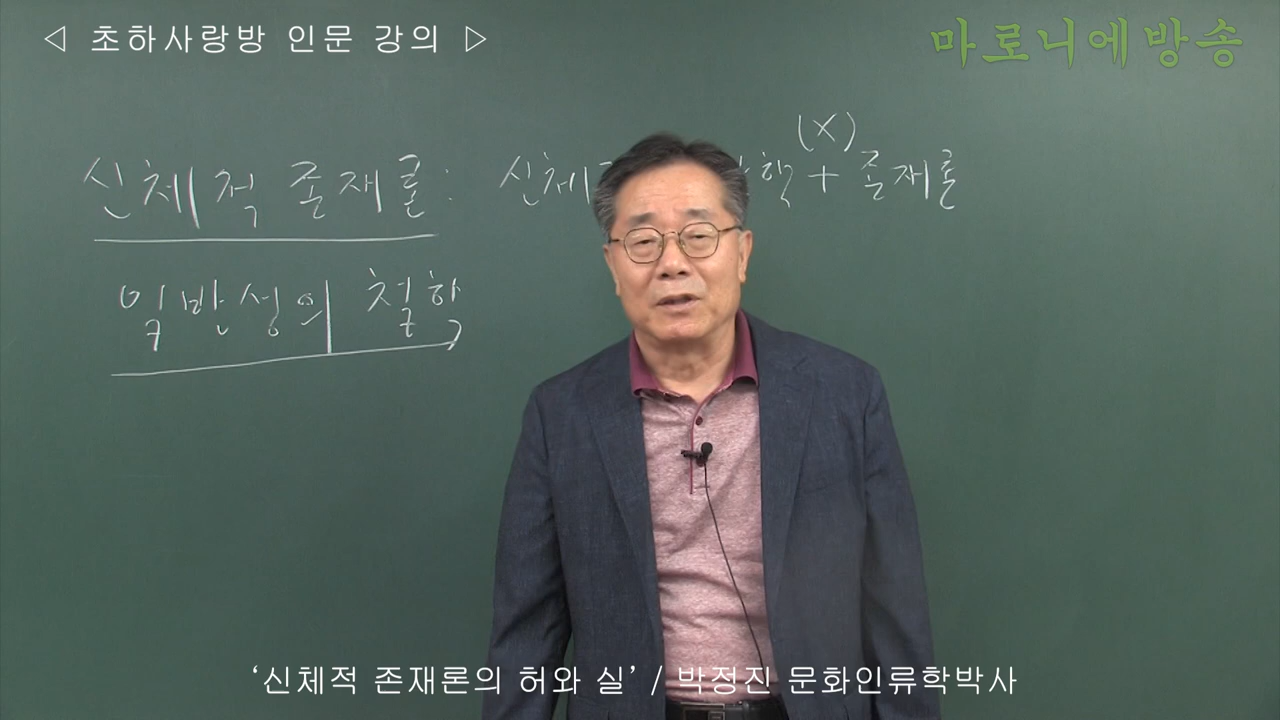 ◁ 초하사랑방 인문 강의 ▷
마로니에방송
(X)
신체적 존재론: 신체 학 + 존재론
일반성의 철학
‘신체적 존재론의 허와 실’ / 박정진 문화인류학박사